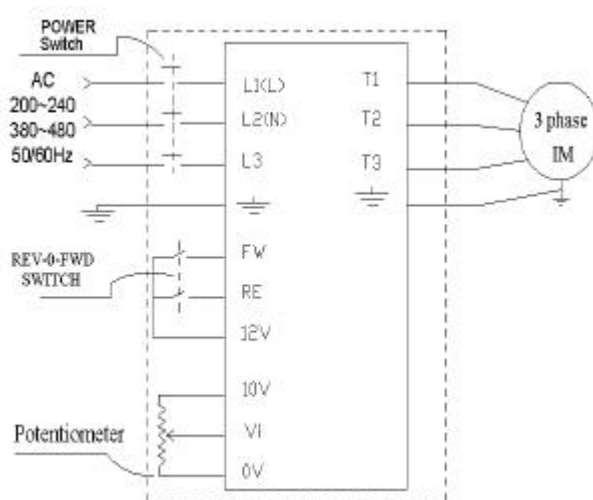 POWER
Switch
AC
200~240
380~480
50/60Hz
L1(L)
L2(N)
L3
T1
T2
T3
3 phase
IM
REV-0-FWD
SWITCH
FW
RE
12V
10V
VI
0V
Potentiometer